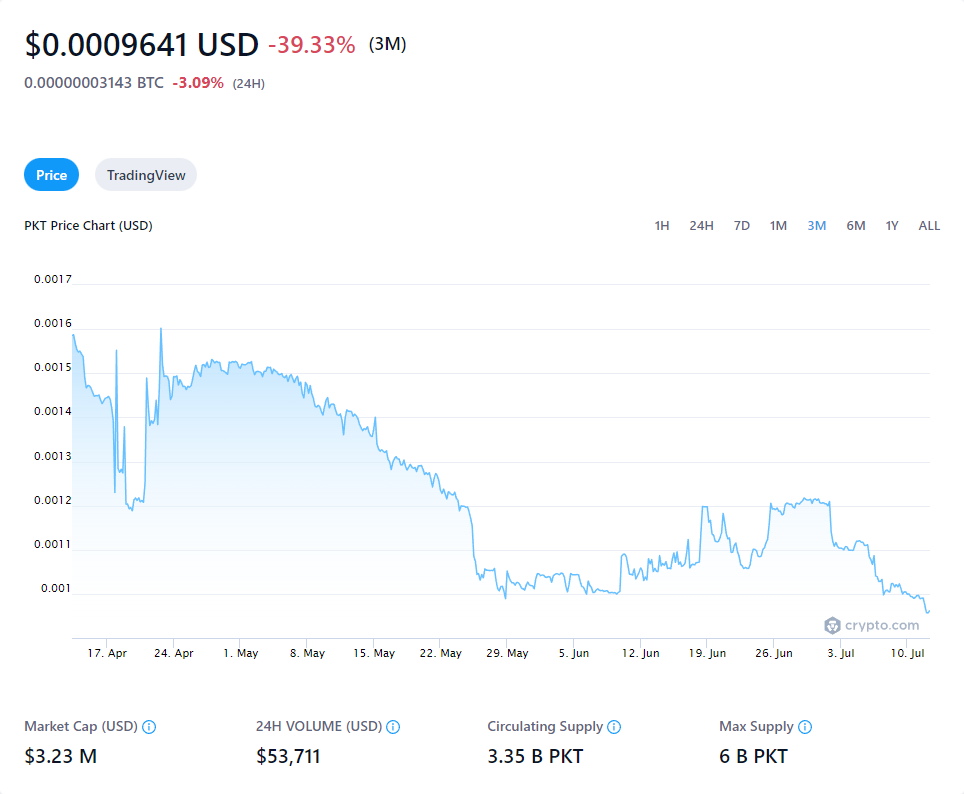 $0.0009641 USD -39.33% (3M)
0.00000003143 BTC -3.09% (24H)
Price TradingView
PKT Price Chart (USD) 1H 24H 7D 1M 3M 6M 1Y ALL
0.0017
0.0016
0.0015
0.0014
0.0013
0.0012
0.0011
0.001
crypto.com
17. Apr 24. Apr 1. May 8. May 15. May 22. May 29. May 5. Jun 12. Jun 19. Jun 26. Jun 3. Jul 10. Jul
Market Cap (USD) 24H VOLUME (USD) Circulating Supply Max Supply
$3.23 M $53,711 3.35 B PKT 6 B PKT